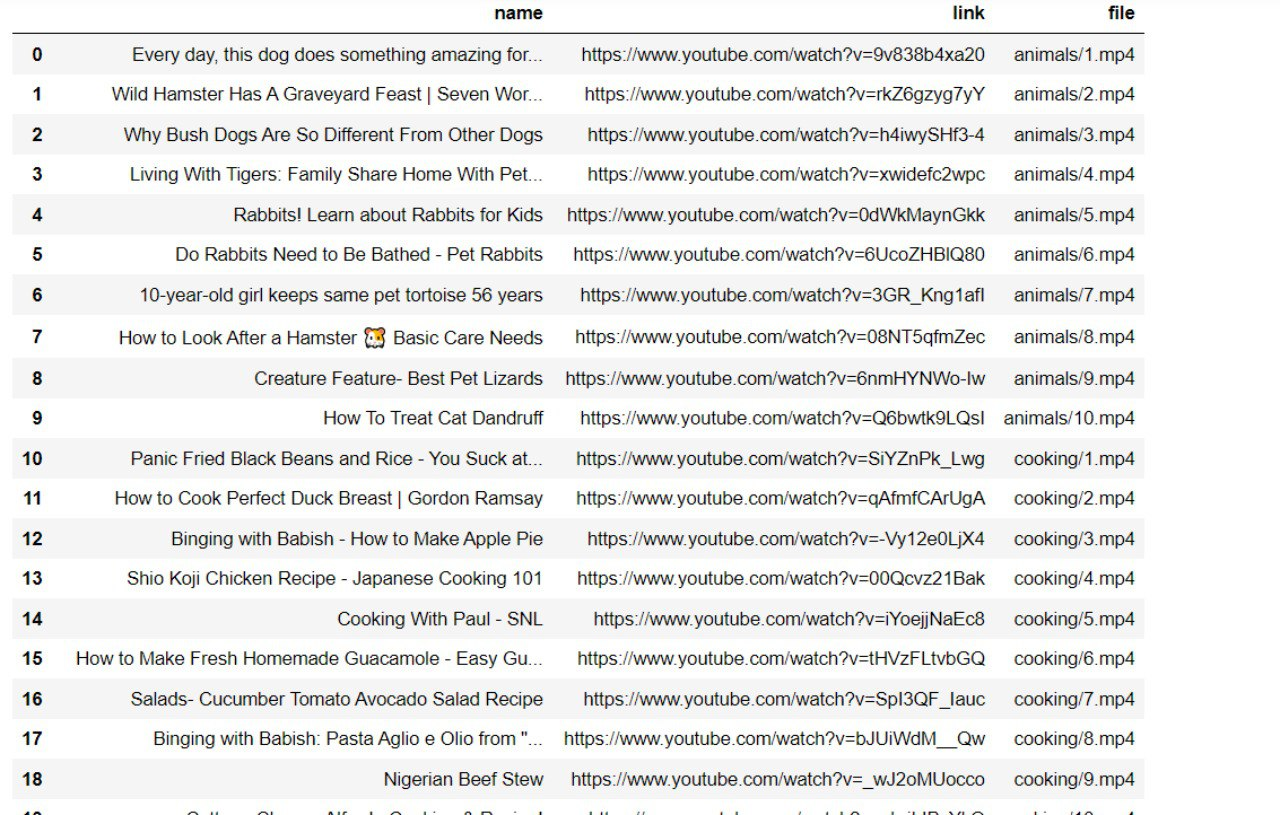 name link file
0 Every day, this dog does something amazing for... https://www.youtube.com/watch?v=9v838b4xa20 animals/1.mp4
1 Wild Hamster Has A Graveyard Feast | Seven Wor... https://www.youtube.com/watch?v=rkZ6gzyg7yY animals/2.mp4
2 Why Bush Dogs Are So Different From Other Dogs https://www.youtube.com/watch?v=h4iwySHf3-4 animals/3.mp4
3 Living With Tigers: Family Share Home With Pet... https://www.youtube.com/watch?v=xwidefc2wpc animals/4.mp4
4 Rabbits! Learn about Rabbits for Kids https://www.youtube.com/watch?v=0dWkMaynGkk animals/5.mp4
5 Do Rabbits Need to Be Bathed - Pet Rabbits https://www.youtube.com/watch?v=6UcoZHBlQ80 animals/6.mp4
6 10-year-old girl keeps same pet tortoise 56 years https://www.youtube.com/watch?v=3GR_Kng1afI animals/7.mp4
7 How to Look After a Hamster 🐹 Basic Care Needs https://www.youtube.com/watch?v=08NT5qfmZec animals/8.mp4
8 Creature Feature- Best Pet Lizards https://www.youtube.com/watch?v=6nmHYNWo-Iw animals/9.mp4
9 How To Treat Cat Dandruff https://www.youtube.com/watch?v=Q6bwtk9LQsI animals/10.mp4
10 Panic Fried Black Beans and Rice - You Suck at... https://www.youtube.com/watch?v=SiYZnPk_Lwg cooking/1.mp4
11 How to Cook Perfect Duck Breast | Gordon Ramsay https://www.youtube.com/watch?v=qAfmfCArUgA cooking/2.mp4
12 Binging with Babish - How to Make Apple Pie https://www.youtube.com/watch?v=-Vy12e0LjX4 cooking/3.mp4
13 Shio Koji Chicken Recipe - Japanese Cooking 101 https://www.youtube.com/watch?v=00Qcvz21Bak cooking/4.mp4
14 Cooking With Paul - SNL https://www.youtube.com/watch?v=iYoejjNaEc8 cooking/5.mp4
15 How to Make Fresh Homemade Guacamole - Easy Gu... https://www.youtube.com/watch?v=tHVzFLtvbGQ cooking/6.mp4
16 Salads- Cucumber Tomato Avocado Salad Recipe https://www.youtube.com/watch?v=SpI3QF_Iauc cooking/7.mp4
17 Binging with Babish: Pasta Aglio e Olio from "... https://www.youtube.com/watch?v=bJUiWdM__Qw cooking/8.mp4
18 Nigerian Beef Stew https://www.youtube.com/watch?v=_wJ2oMUocco cooking/9.mp4